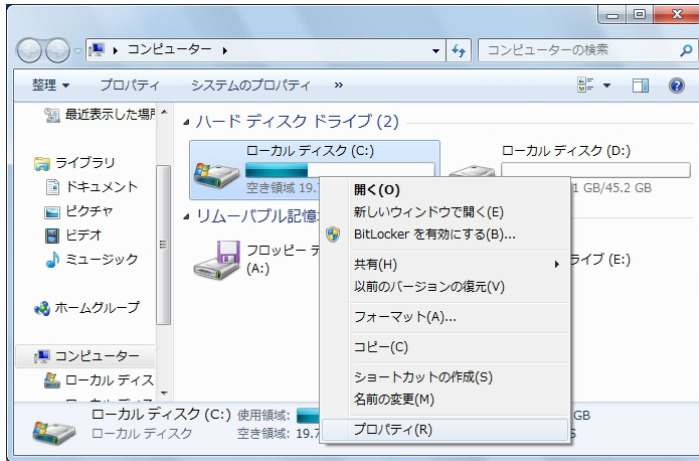 コンピューター
コンピューターの検索
整理
プロパティ
システムのプロパティ
»
最近表示した場所
ライブラリ
ドキュメント
ピクチャ
ビデオ
ミュージック
ホームグループ
コンピューター
ローカル ディス
ハード ディスク ドライブ (2)
ローカル ディスク (C:)
空き領域 19.7
ローカル ディスク (D:)
1 GB/45.2 GB
リムーバブル記憶
フロッピー デ
(A:)
ライブ (E:)
開く(O)
新しいウィンドウで開く(E)
BitLocker を有効にする(B)...
共有(H)
以前のバージョンの復元(V)
フォーマット(A)...
コピー(C)
ショートカットの作成(S)
名前の変更(M)
プロパティ(R)
ローカル ディスク (C:) 使用領域:
GB
ローカル ディスク 空き領域: 19.7
S